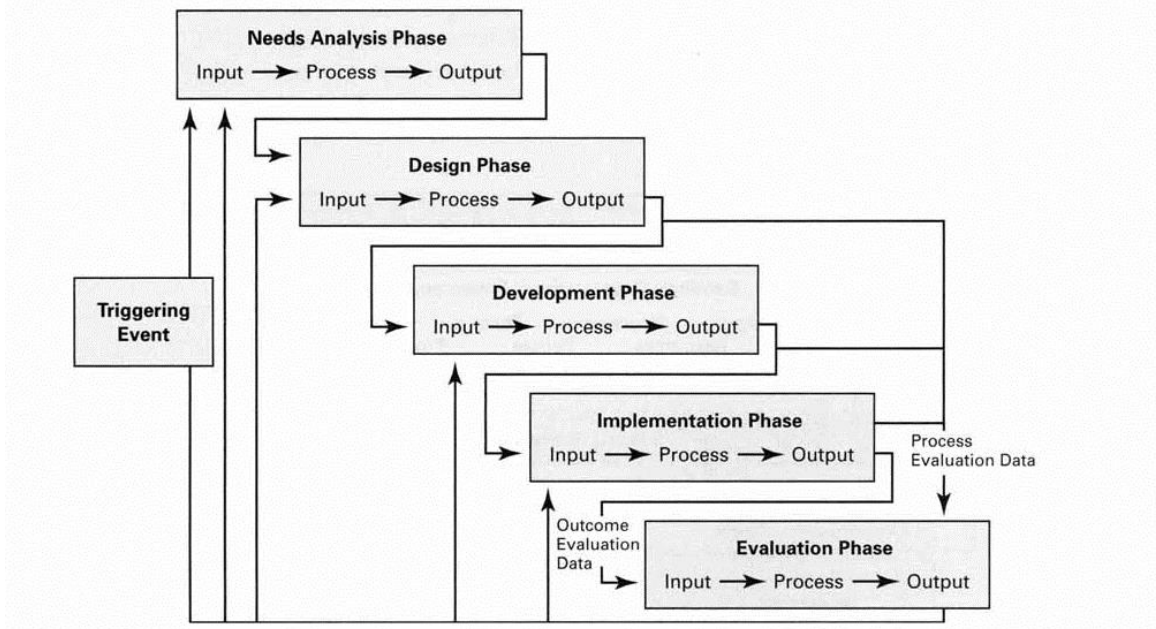 Needs Analysis Phase
Input Process Output
Design Phase
Input Process Output
Triggering
Event
Development Phase
Input Process Output
Implementation Phase
Input Process Output
Process
Evaluation Data
Outcome
Evaluation
Data
Evaluation Phase
Input Process Output